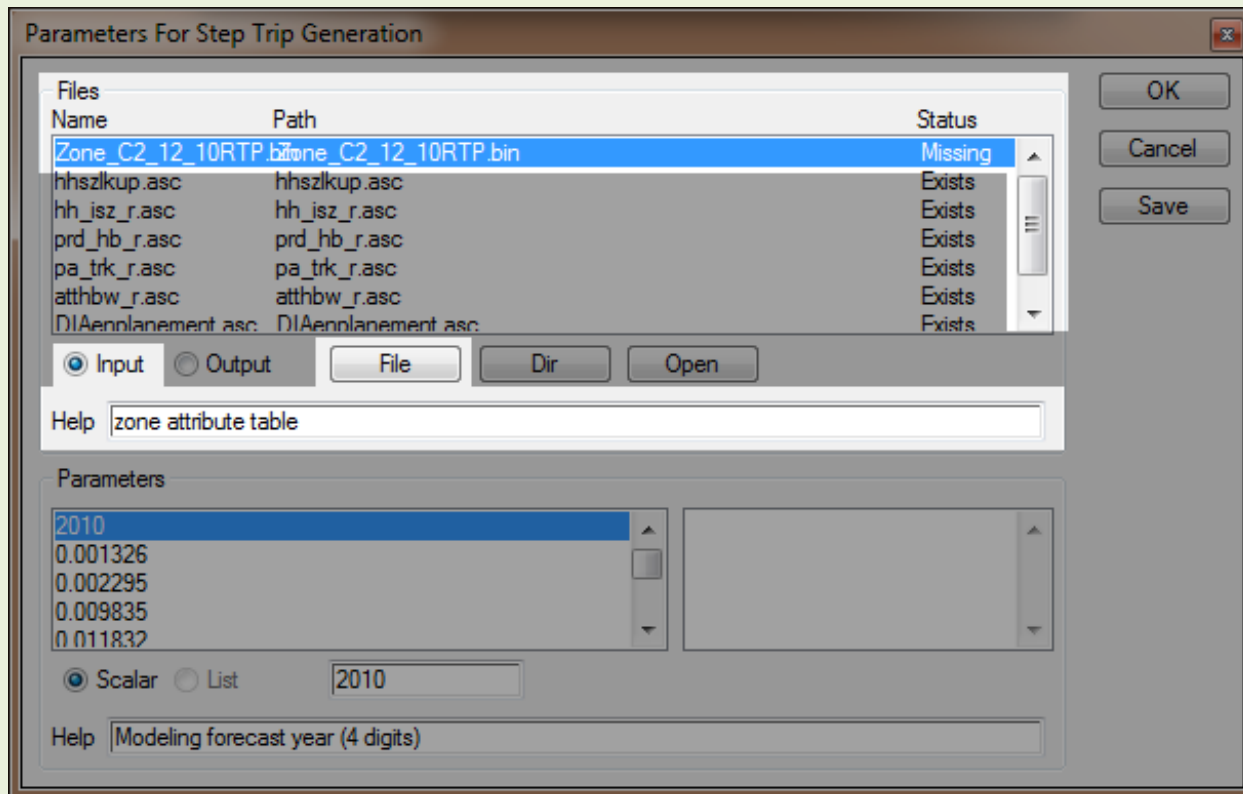 Parameters For Step Trip Generation
Files
Name Path Status
Zone_C2_12_10RTP.bin Zone_C2_12_10RTP.bin Missing
hhszlkup.asc hhszlkup.asc Exists
hh_isz_r.asc hh_isz_r.asc Exists
prd_hb_r.asc prd_hb_r.asc Exists
pa_trk_r.asc pa_trk_r.asc Exists
atthbw_r.asc atthbw_r.asc Exists
DIAenplanement.asc DIAenplanement.asc Exists
Input Output File Dir Open
Help zone attribute table
OK
Cancel
Save
Parameters
2010
0.001326
0.002295
0.009835
0.011832
Scalar List 2010
Help Modeling forecast year (4 digits)